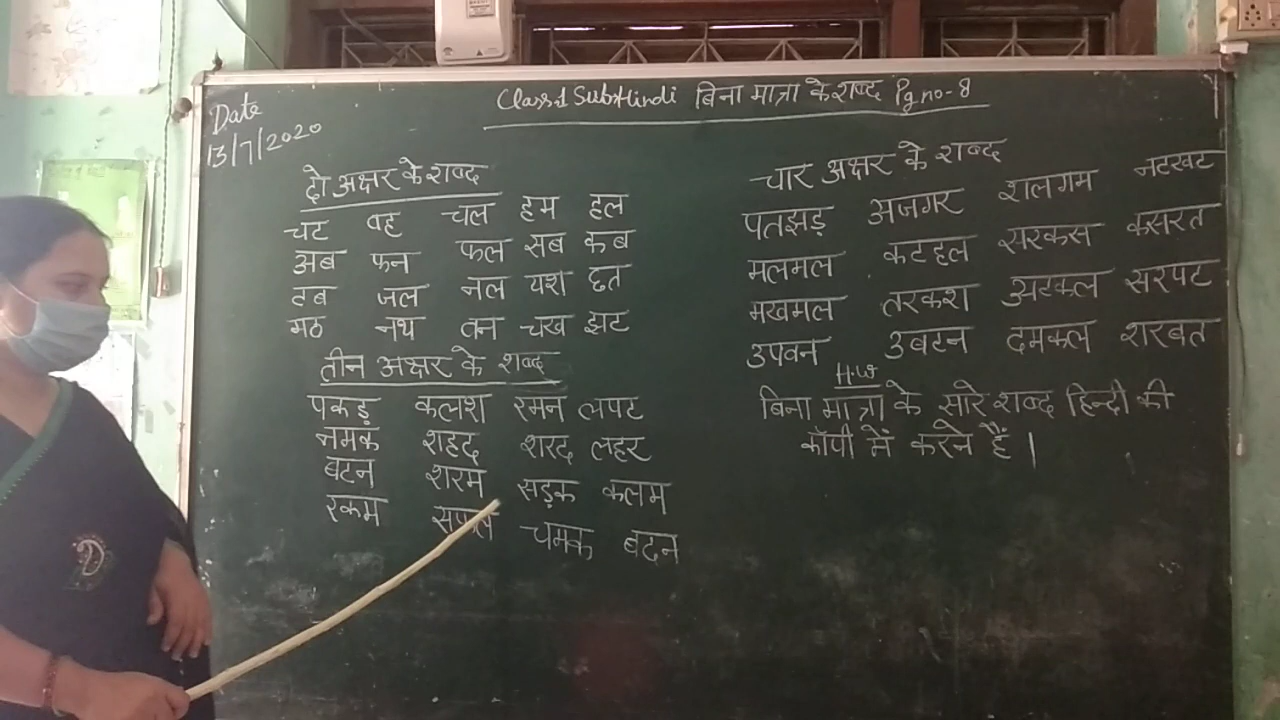 Date
13/7/2020
Class-1 Sub-Hindi बिना मात्रा के शब्द Pg no- 8
दो अक्षर के शब्द
चट वह चल हम हल
अब फन फल सब कब
टब जल नल यश छत
मठ नथ तन चख झट
तीन अक्षर के शब्द
पकड़ कलश रमन लपट
नमक शहद शरद लहर
बटन शरम सड़क कलम
रकम चमक बदन
चार अक्षर के शब्द
पतझड़ अजगर शलगम नटखट
मलमल कटहल सरकस कसरत
मखमल तरकश अटकल सरपट
उपवन उबटन दमकल शरबत
H.W
बिना मात्रा के सारे शब्द हिन्दी की
कॉपी में करने हैं।